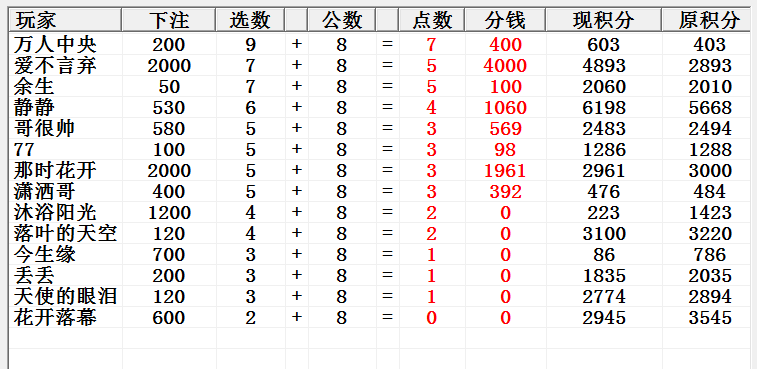 玩家 下注 选数 公数 点数 分钱 现积分 原积分
万人中央 200 9 + 8 = 7 400 603 403
爱不言弃 2000 7 + 8 = 5 4000 4893 2893
余生 50 7 + 8 = 5 100 2060 2010
静静 530 6 + 8 = 4 1060 6198 5668
哥很帅 580 5 + 8 = 3 569 2483 2494
77 100 5 + 8 = 3 98 1286 1288
那时花开 2000 5 + 8 = 3 1961 2961 3000
潇洒哥 400 5 + 8 = 3 392 476 484
沐浴阳光 1200 4 + 8 = 2 0 223 1423
落叶的天空 120 4 + 8 = 2 0 3100 3220
今生缘 700 3 + 8 = 1 0 86 786
丢丢 200 3 + 8 = 1 0 1835 2035
天使的眼泪 120 3 + 8 = 1 0 2774 2894
花开落幕 600 2 + 8 = 0 0 2945 3545